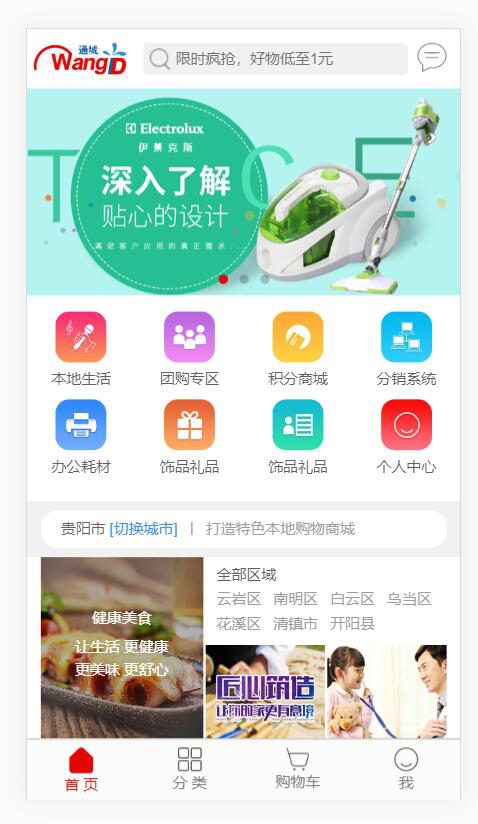 通城
WangD
限时疯抢，好物低至1元
TOCE
Electrolux
伊莱克斯
深入了解
贴心的设计
满足客户应用的真正需求..
本地生活
团购专区
积分商城
分销系统
办公耗材
饰品礼品
饰品礼品
个人中心
贵阳市 [切换城市] | 打造特色本地购物商城
健康美食
让生活 更健康
更美味 更舒心
全部区域
云岩区 南明区 白云区 乌当区
花溪区 清镇市 开阳县
匠心筑造
让你的家更有意境
首 页
分 类
购物车
我